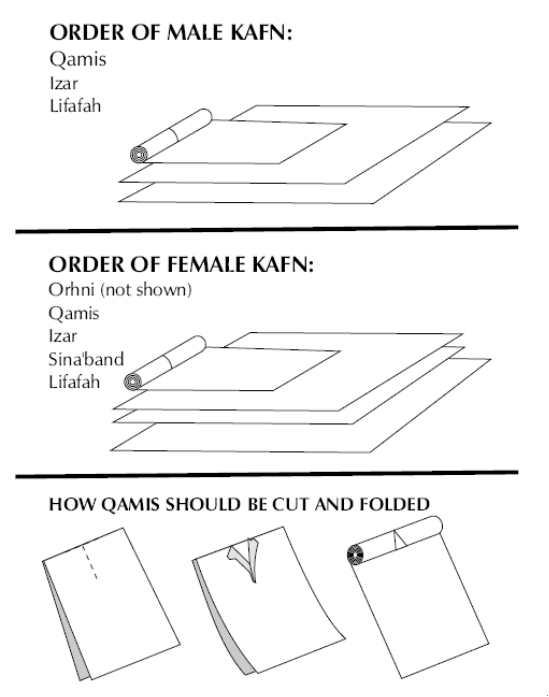 ORDER OF MALE KAFN:
Qamis
Izar
Lifafah
ORDER OF FEMALE KAFN:
Orhni (not shown)
Qamis
Izar
Sina'band
Lifafah
HOW QAMIS SHOULD BE CUT AND FOLDED